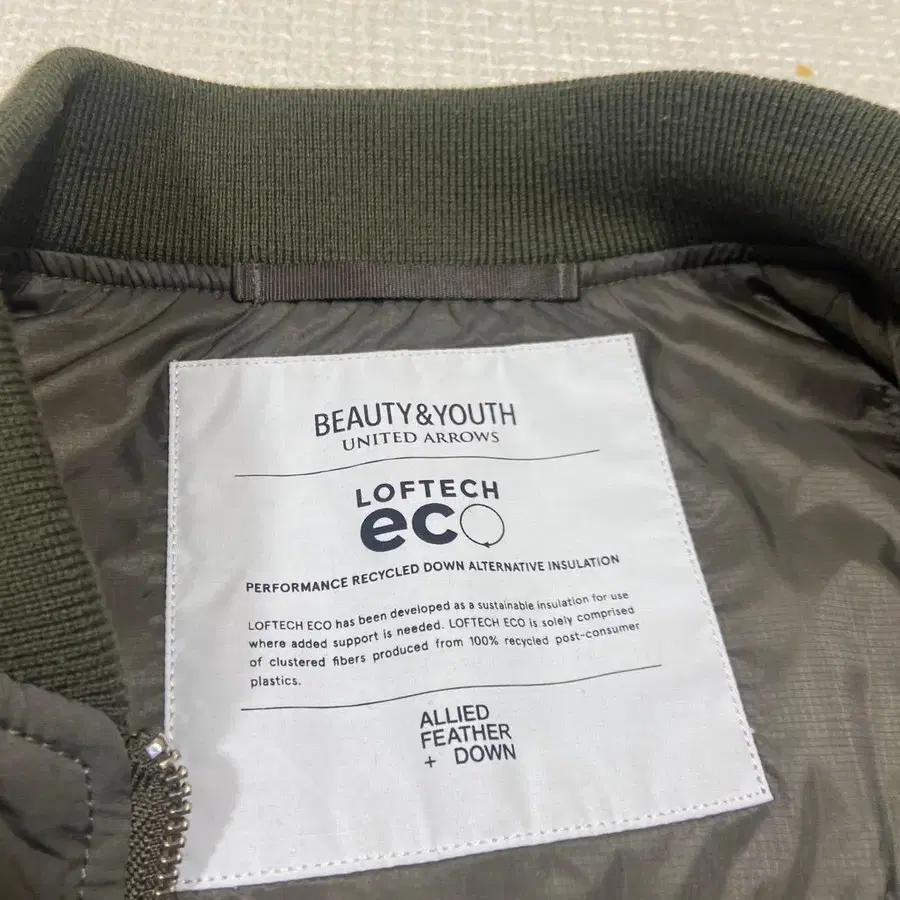 BEAUTY&YOUTH
UNITED ARROWS
LOFTECH
eco
PERFORMANCE RECYCLED DOWN ALTERNATIVE INSULATION
LOFTECH ECO has been developed as a sustainable insulation for use
where added support is needed. LOFTECH ECO is solely comprised
of clustered fibers produced from 100% recycled post-consumer
plastics.
ALLIED
FEATHER
+ DOWN